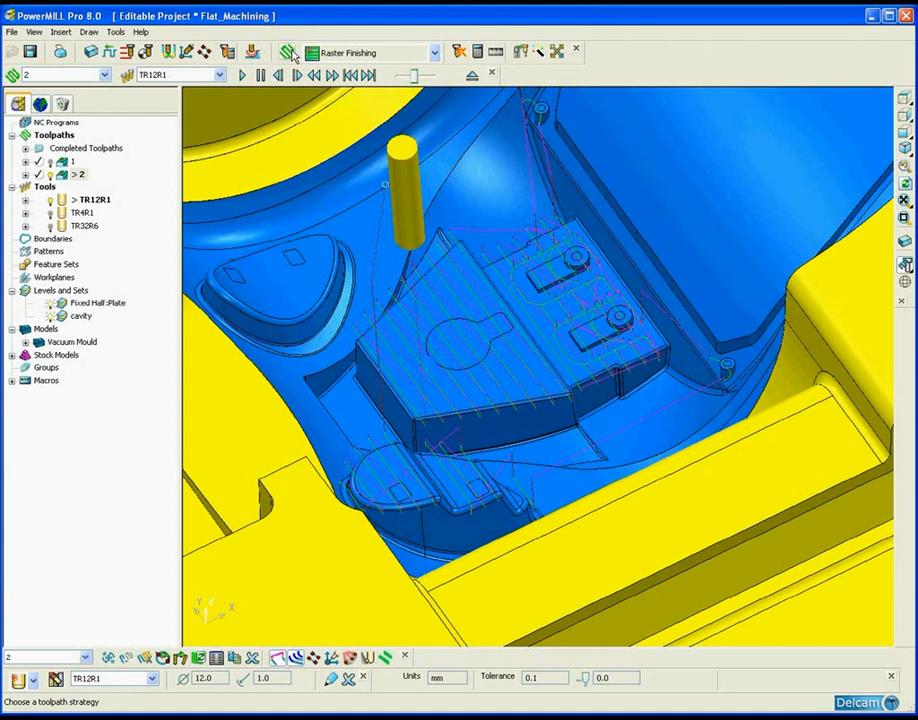 PowerMILL Pro 8.0 [ Editable Project * Flat_Machining ]
File View Insert Draw Tools Help
Raster Finishing
2 TR12R1
NC Programs
Toolpaths
Completed Toolpaths
1
> 2
Tools
> TR12R1
TR4R1
TR32R6
Boundaries
Patterns
Feature Sets
Workplanes
Levels and Sets
Fixed Half:Plate
cavity
Models
Vacuum Mould
Stock Models
Groups
Macros
Z Y X
2
TR12R1 12.0 1.0 Units mm Tolerance 0.1 0.0
Choose a toolpath strategy
Delcam